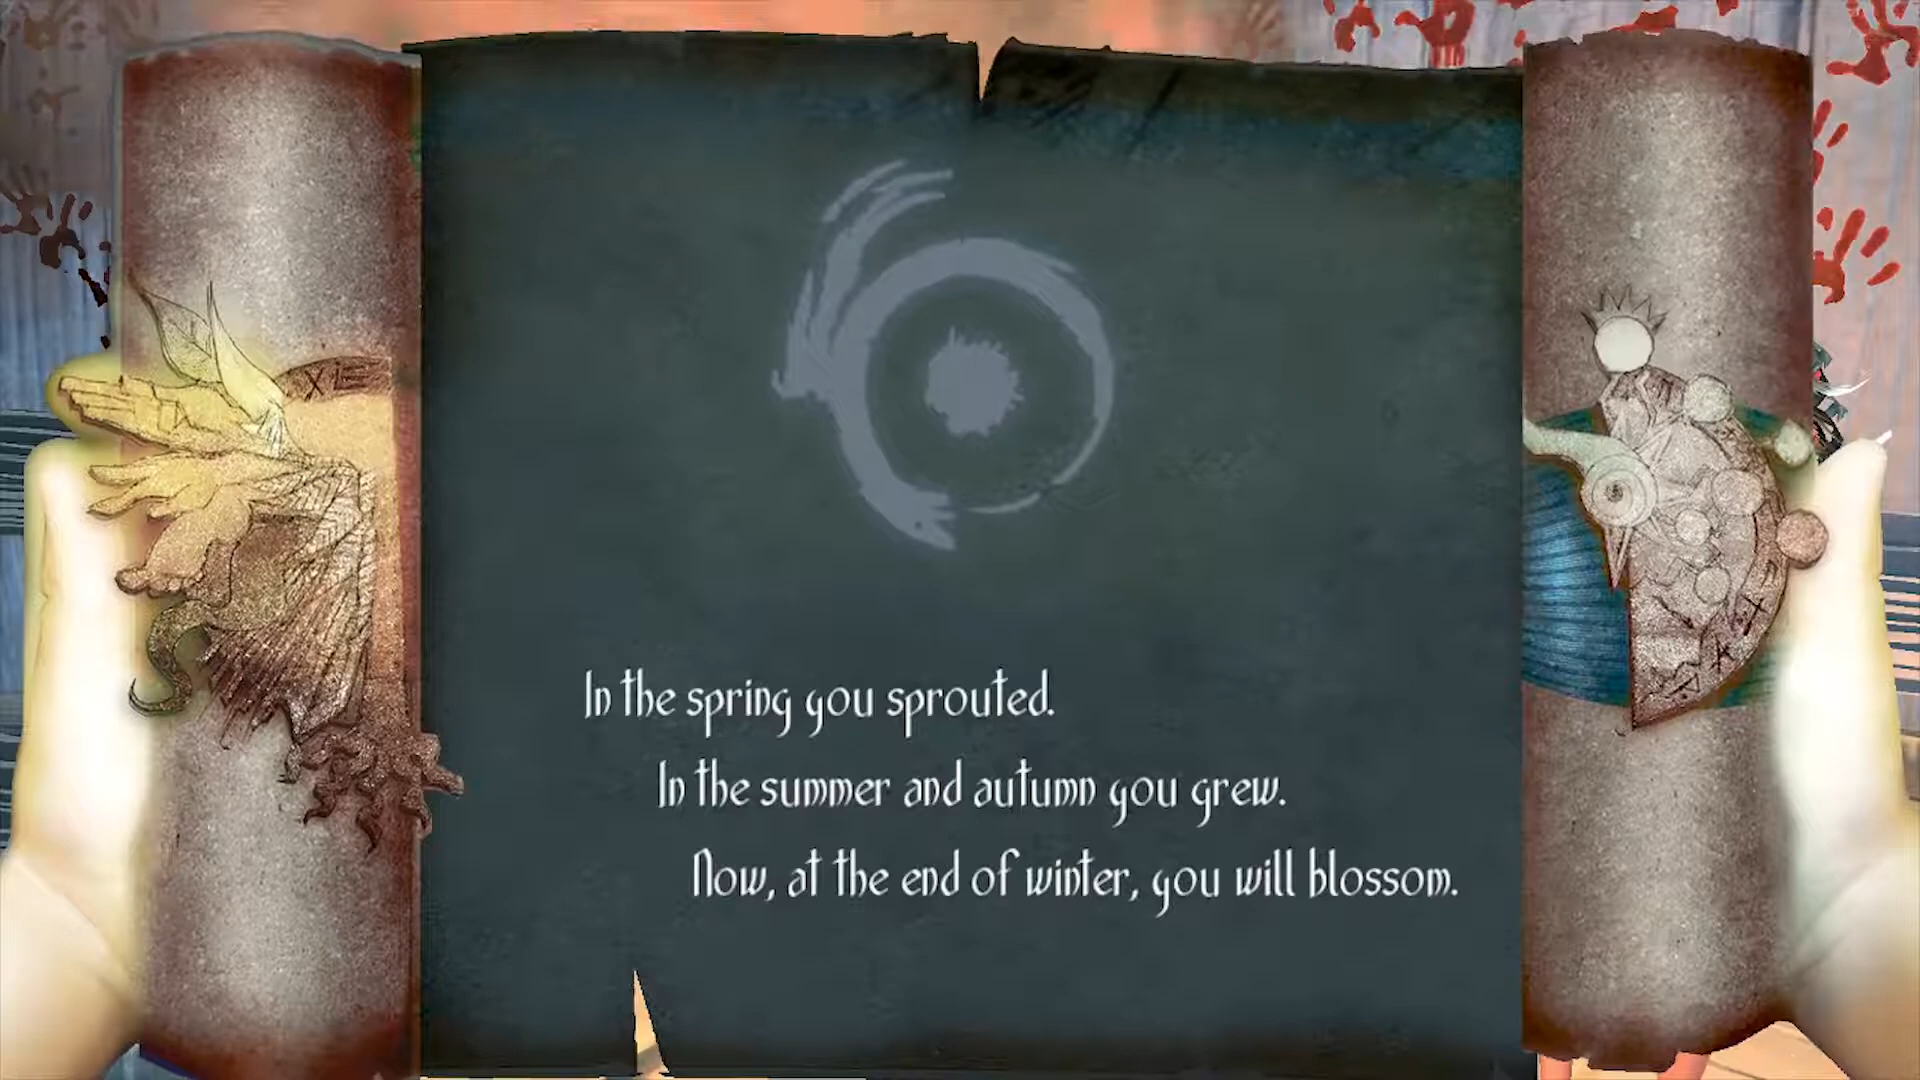 In the spring you sprouted.
In the summer and autumn you grew.
Now, at the end of winter, you will blossom.